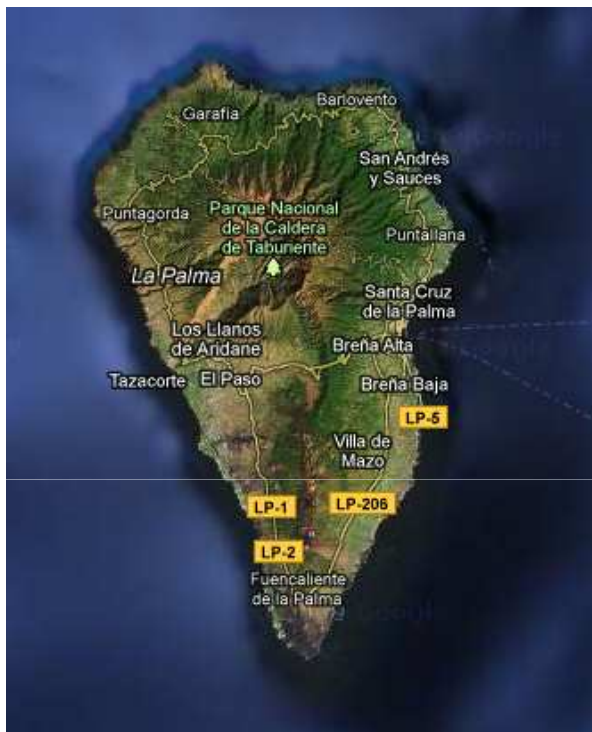 Garafía
Barlovento
San Andrés
y Sauces
Puntagorda
Parque Nacional
de la Caldera
de Taburiente
Puntallana
La Palma
Santa Cruz
de la Palma
Los Llanos
de Aridane
Breña Alta
Tazacorte
El Paso
Breña Baja
LP-5
Villa de
Mazo
LP-1
LP-206
LP-2
Fuencaliente
de la Palma